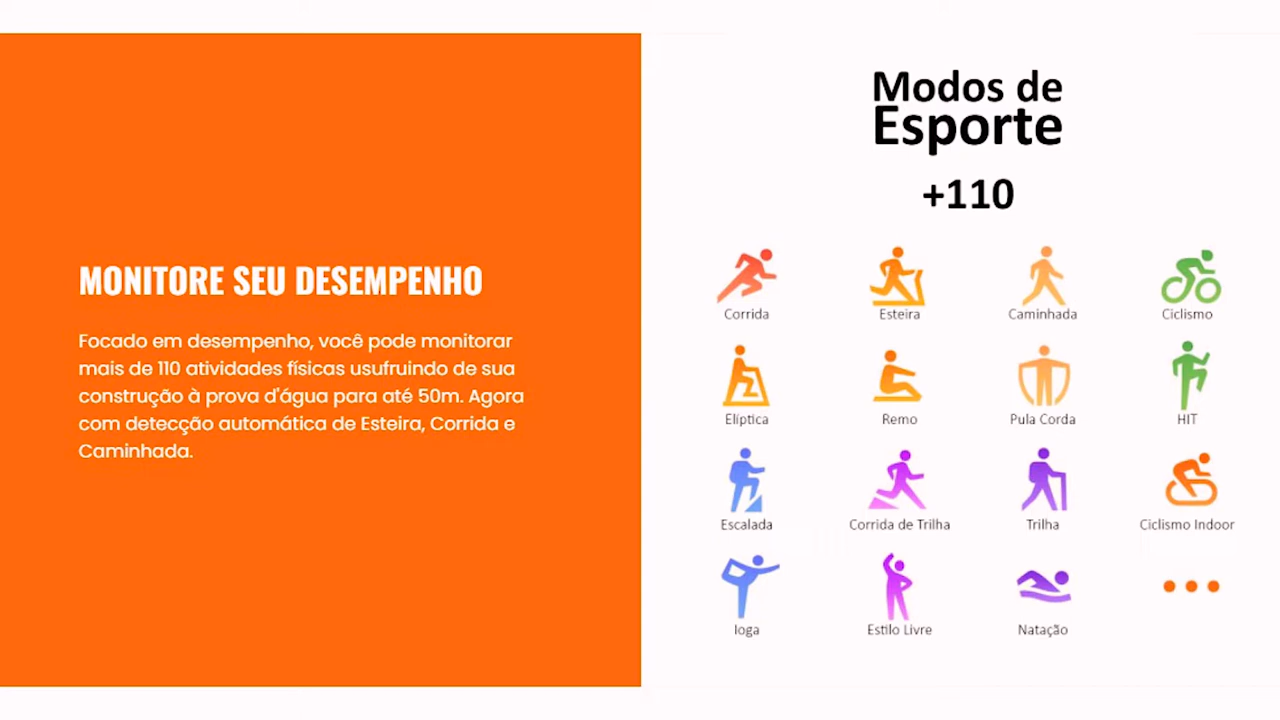 MONITORE SEU DESEMPENHO
Focado em desempenho, você pode monitorar
mais de 110 atividades físicas usufruindo de sua
construção à prova d'água para até 50m. Agora
com detecção automática de Esteira, Corrida e
Caminhada.
Modos de
Esporte
+110
Corrida
Esteira
Caminhada
Ciclismo
Elíptica
Remo
Pula Corda
HIT
Escalada
Corrida de Trilha
Trilha
Ciclismo Indoor
Ioga
Estilo Livre
Natação